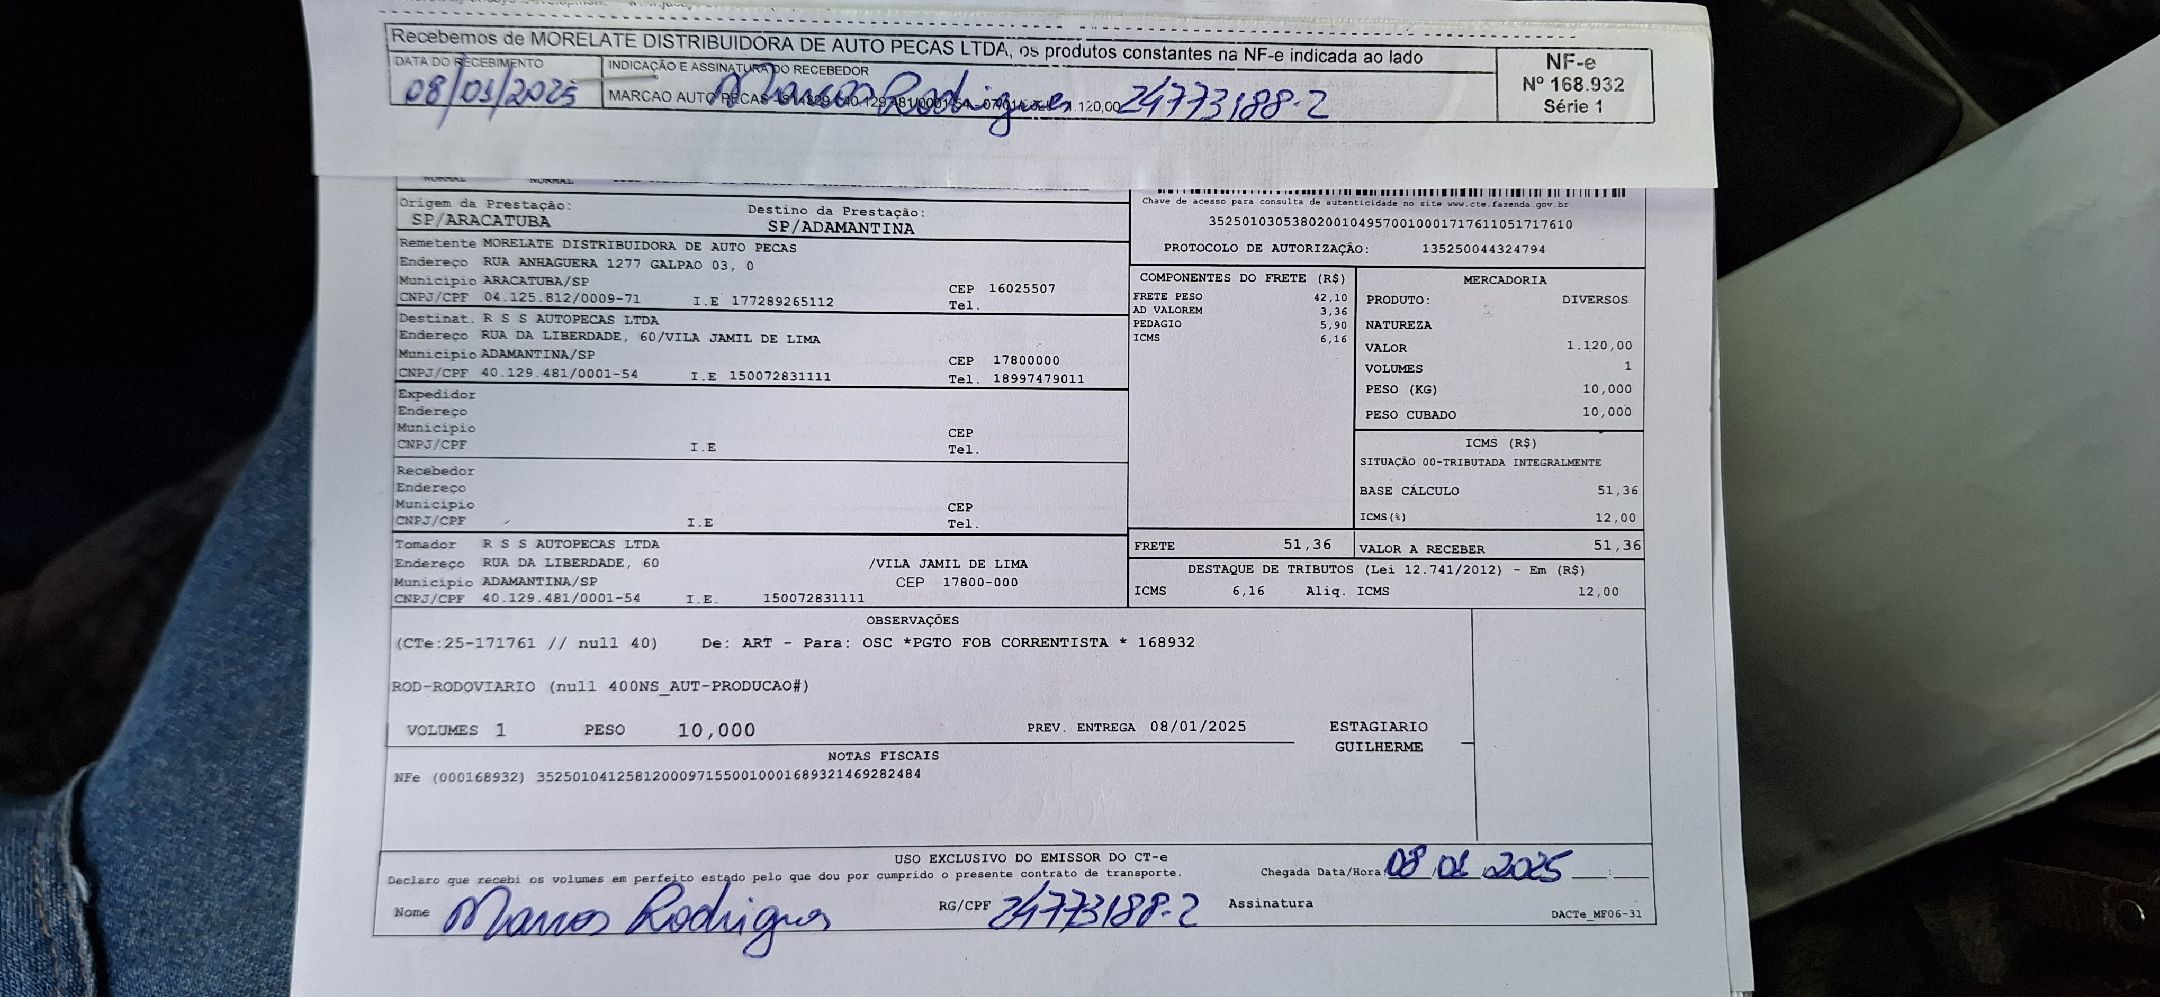 Recebemos de MORELATE DISTRIBUIDORA DE AUTO PECAS LTDA, os produtos constantes na NF-e indicada ao lado
DATA DO RECEBIMENTO
08/01/2025
INDICAÇÃO E ASSINATURA DO RECEBEDOR
MARCAO AUTO PECAS
Marcos Rodrigues 24773188-2
NF-e
Nº 168.932
Série 1
NORMAL NORMAL
Origem da Prestação:
SP/ARACATUBA
Destino da Prestação:
SP/ADAMANTINA
Chave de acesso para consulta de autenticidade no site www.cte.fazenda.gov.br
35250103053802001049570010001717611051717610
PROTOCOLO DE AUTORIZAÇÃO: 135250044324794
Remetente MORELATE DISTRIBUIDORA DE AUTO PECAS
Endereço RUA ANHAGUERA 1277 GALPAO 03, 0
Municipio ARACATUBA/SP CEP 16025507
CNPJ/CPF 04.125.812/0009-71 I.E 177289265112 Tel.
Destinat. R S S AUTOPECAS LTDA
Endereço RUA DA LIBERDADE, 60/VILA JAMIL DE LIMA
Municipio ADAMANTINA/SP CEP 17800000
CNPJ/CPF 40.129.481/0001-54 I.E 150072831111 Tel. 18997479011
Expedidor
Endereço
Municipio CEP
CNPJ/CPF I.E Tel.
Recebedor
Endereço
Municipio CEP
CNPJ/CPF I.E Tel.
Tomador R S S AUTOPECAS LTDA
Endereço RUA DA LIBERDADE, 60 /VILA JAMIL DE LIMA
Municipio ADAMANTINA/SP CEP 17800-000
CNPJ/CPF 40.129.481/0001-54 I.E. 150072831111
COMPONENTES DO FRETE (R$)
FRETE PESO 42,10
AD VALOREM 3,36
PEDAGIO 5,90
ICMS 6,16
MERCADORIA
PRODUTO: DIVERSOS
NATUREZA
VALOR 1.120,00
VOLUMES 1
PESO (KG) 10,000
PESO CUBADO 10,000
ICMS (R$)
SITUAÇÃO 00-TRIBUTADA INTEGRALMENTE
BASE CÁLCULO 51,36
ICMS(%) 12,00
FRETE 51,36
VALOR A RECEBER 51,36
DESTAQUE DE TRIBUTOS (Lei 12.741/2012) - Em (R$)
ICMS 6,16 Aliq. ICMS 12,00
OBSERVAÇÕES
(CTe:25-171761 // null 40) De: ART - Para: OSC *PGTO FOB CORRENTISTA * 168932
ROD-RODOVIARIO (null 400NS_AUT-PRODUCAO#)
VOLUMES 1 PESO 10,000 PREV. ENTREGA 08/01/2025
ESTAGIARIO
GUILHERME
NOTAS FISCAIS
NFe (000168932) 35250104125812000971550010001689321469282484
USO EXCLUSIVO DO EMISSOR DO CT-e
Declaro que recebi os volumes em perfeito estado pelo que dou por cumprido o presente contrato de transporte.
Chegada Data/Hora: 08 01 2025
Nome Marcos Rodrigues RG/CPF 24773188-2 Assinatura
DACTe_MF06-31